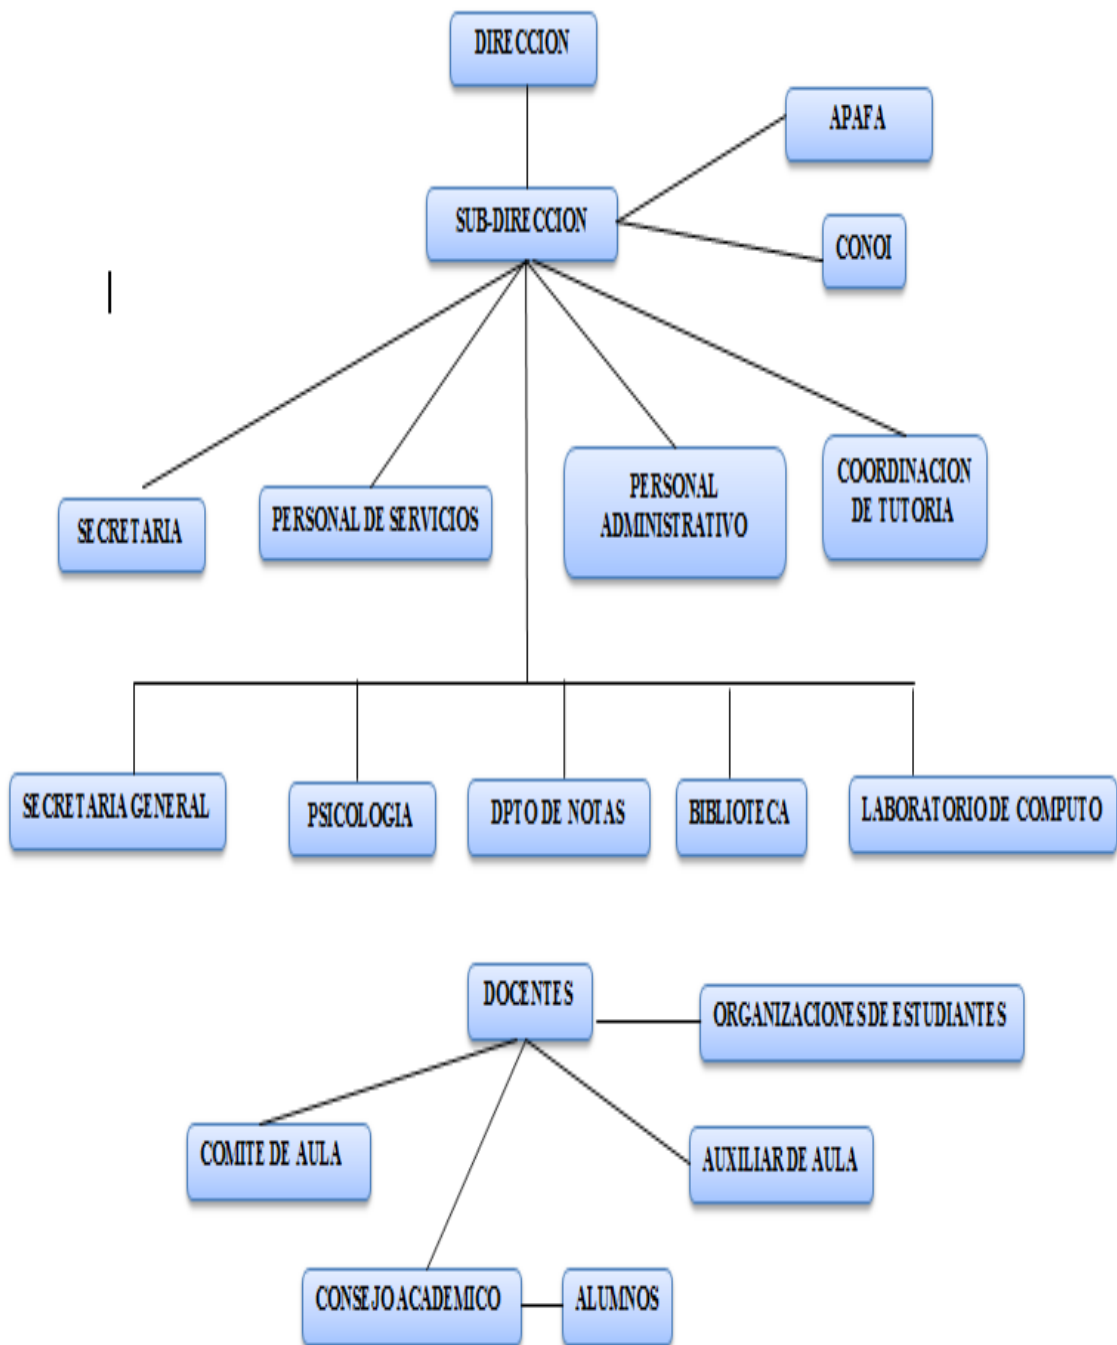 DIRECCION
APAFA
SUB-DIRECCION
CONOI
SECRETARIA
PERSONAL DE SERVICIOS
PERSONAL
ADMINISTRATIVO
COORDINACION
DE TUTORIA
SECRETARIA GENERAL
PSICOLOGIA
DPTO DE NOTAS
BIBLIOTECA
LABORATORIO DE COMPUTO
DOCENTES
ORGANIZACIONES DE ESTUDIANTES
COMITE DE AULA
AUXILIAR DE AULA
CONSEJO ACADEMICO
ALUMNOS